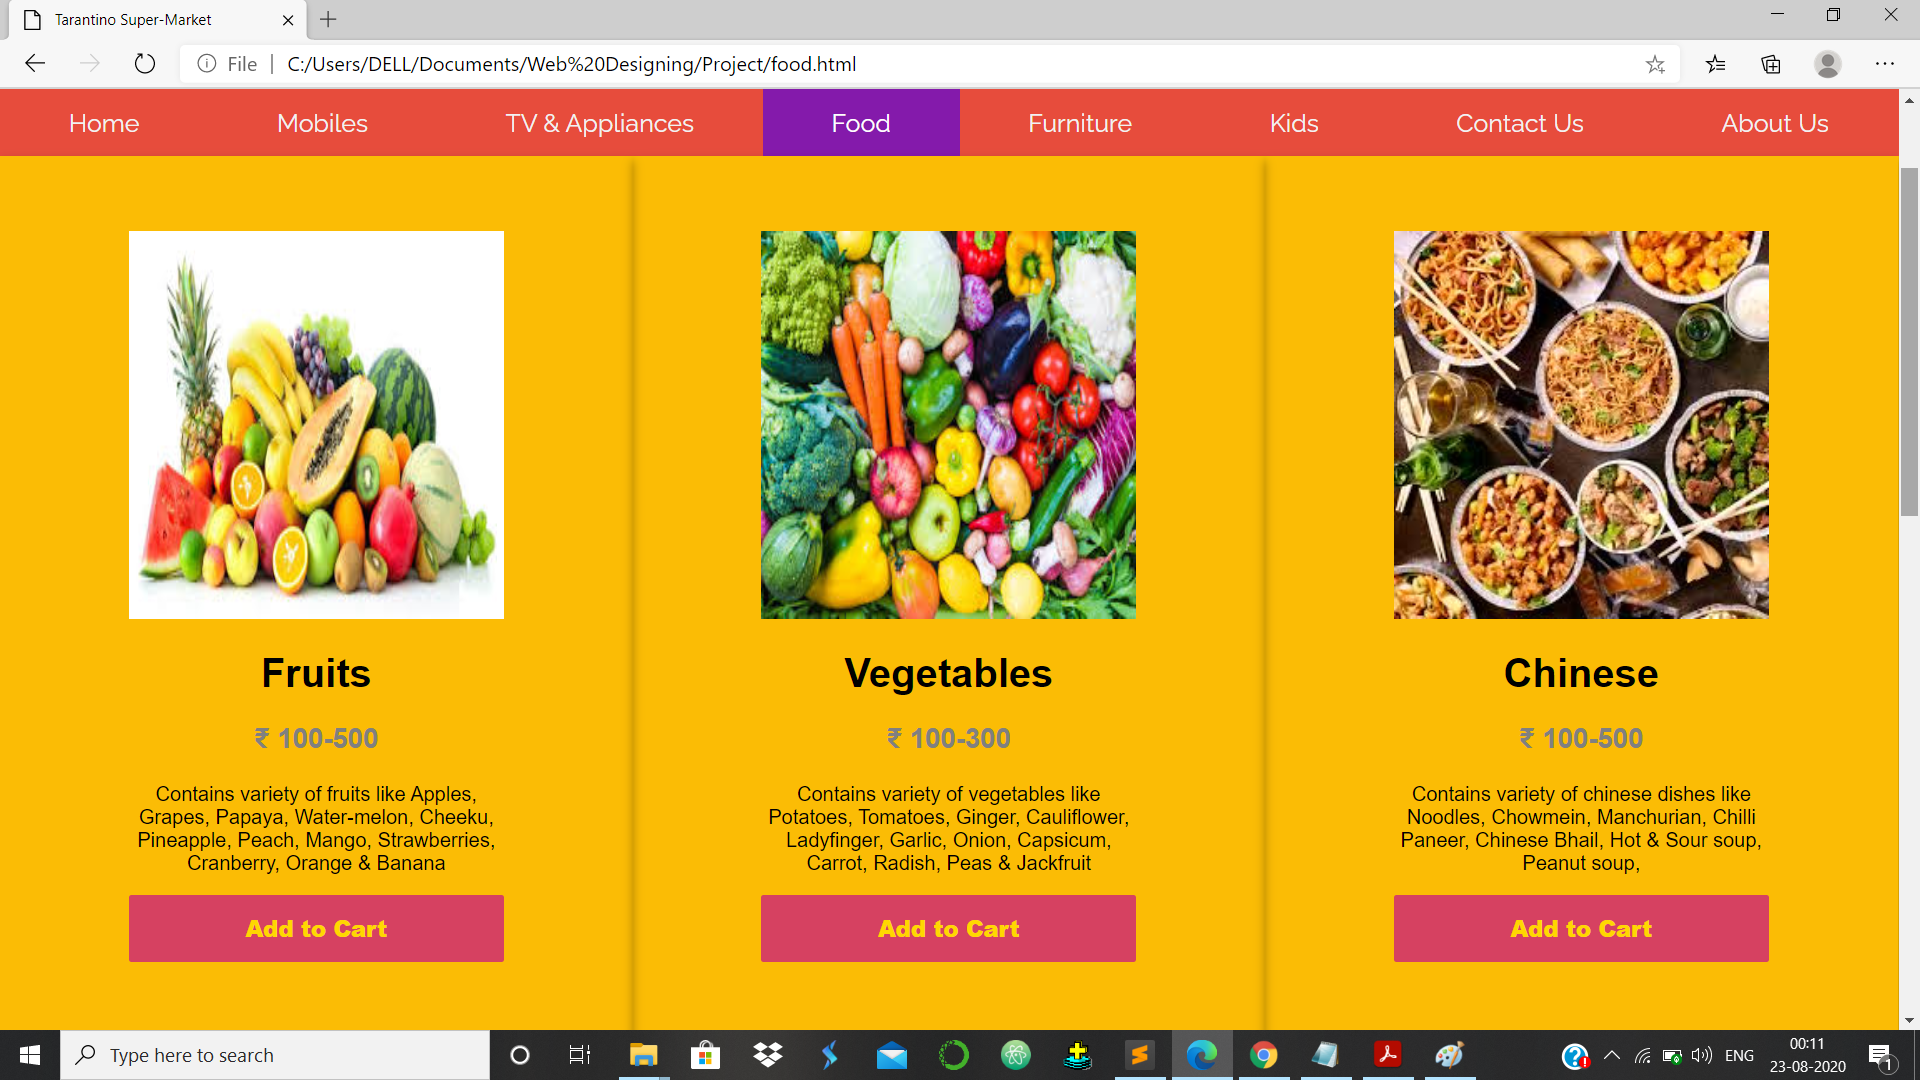 Tarantino Super-Market
File
C:/Users/DELL/Documents/Web%20Designing/Project/food.html
Home
Mobiles
TV & Appliances
Food
Furniture
Kids
Contact Us
About Us
Fruits
₹ 100-500
Contains variety of fruits like Apples,
Grapes, Papaya, Water-melon, Cheeku,
Pineapple, Peach, Mango, Strawberries,
Cranberry, Orange & Banana
Add to Cart
Vegetables
₹ 100-300
Contains variety of vegetables like
Potatoes, Tomatoes, Ginger, Cauliflower,
Ladyfinger, Garlic, Onion, Capsicum,
Carrot, Radish, Peas & Jackfruit
Add to Cart
Chinese
₹ 100-500
Contains variety of chinese dishes like
Noodles, Chowmein, Manchurian, Chilli
Paneer, Chinese Bhail, Hot & Sour soup,
Peanut soup,
Add to Cart
Type here to search
ENG
00:11
23-08-2020
1